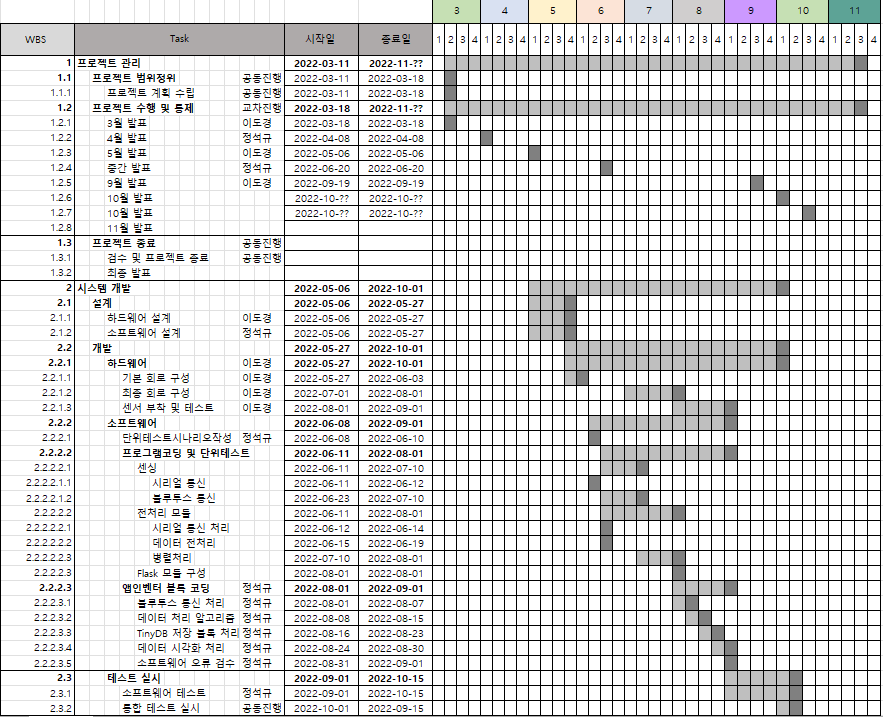 3 4 5 6 7 8 9 10 11
WBS Task 시작일 종료일 1 2 3 4 1 2 3 4 1 2 3 4 1 2 3 4 1 2 3 4 1 2 3 4 1 2 3 4 1 2 3 4 1 2 3 4
1 프로젝트 관리 2022-03-11 2022-11-??
1.1 프로젝트 범위정위 공동진행 2022-03-11 2022-03-18
1.1.1 프로젝트 계획 수립 공동진행 2022-03-11 2022-03-18
1.2 프로젝트 수행 및 통제 교차진행 2022-03-18 2022-11-??
1.2.1 3월 발표 이도경 2022-03-18 2022-03-18
1.2.2 4월 발표 정석규 2022-04-08 2022-04-08
1.2.3 5월 발표 이도경 2022-05-06 2022-05-06
1.2.4 중간 발표 정석규 2022-06-20 2022-06-20
1.2.5 9월 발표 이도경 2022-09-19 2022-09-19
1.2.6 10월 발표 2022-10-?? 2022-10-??
1.2.7 10월 발표 2022-10-?? 2022-10-??
1.2.8 11월 발표
1.3 프로젝트 종료 공동진행
1.3.1 검수 및 프로젝트 종료 공동진행
1.3.2 최종 발표
2 시스템 개발 2022-05-06 2022-10-01
2.1 설계 2022-05-06 2022-05-27
2.1.1 하드웨어 설계 이도경 2022-05-06 2022-05-27
2.1.2 소프트웨어 설계 정석규 2022-05-06 2022-05-27
2.2 개발 2022-05-27 2022-10-01
2.2.1 하드웨어 이도경 2022-05-27 2022-10-01
2.2.1.1 기본 회로 구성 이도경 2022-05-27 2022-06-03
2.2.1.2 최종 회로 구성 이도경 2022-07-01 2022-08-01
2.2.1.3 센서 부착 및 테스트 이도경 2022-08-01 2022-09-01
2.2.2 소프트웨어 2022-06-08 2022-09-01
2.2.2.1 단위테스트시나리오작성 정석규 2022-06-08 2022-06-10
2.2.2.2 프로그램코딩 및 단위테스트 2022-06-11 2022-08-01
2.2.2.2.1 센싱 2022-06-11 2022-07-10
2.2.2.2.1.1 시리얼 통신 2022-06-11 2022-06-12
2.2.2.2.1.2 블루투스 통신 2022-06-23 2022-07-10
2.2.2.2.2 전처리 모듈 2022-06-11 2022-08-01
2.2.2.2.2.1 시리얼 통신 처리 2022-06-12 2022-06-14
2.2.2.2.2.2 데이터 전처리 2022-06-15 2022-06-19
2.2.2.2.2.3 병렬처리 2022-07-10 2022-08-01
2.2.2.2.3 Flask 모듈 구성 2022-08-01 2022-08-01
2.2.2.3 앱인벤터 블록 코딩 정석규 2022-08-01 2022-09-01
2.2.2.3.1 블루투스 통신 처리 정석규 2022-08-01 2022-08-07
2.2.2.3.2 데이터 처리 알고리즘 정석규 2022-08-08 2022-08-15
2.2.2.3.3 TinyDB 저장 블록 처리 정석규 2022-08-16 2022-08-23
2.2.2.3.4 데이터 시각화 처리 정석규 2022-08-24 2022-08-30
2.2.2.3.5 소프트웨어 오류 검수 정석규 2022-08-31 2022-09-01
2.3 테스트 실시 2022-09-01 2022-10-15
2.3.1 소프트웨어 테스트 정석규 2022-09-01 2022-10-15
2.3.2 통합 테스트 실시 공동진행 2022-10-01 2022-09-15